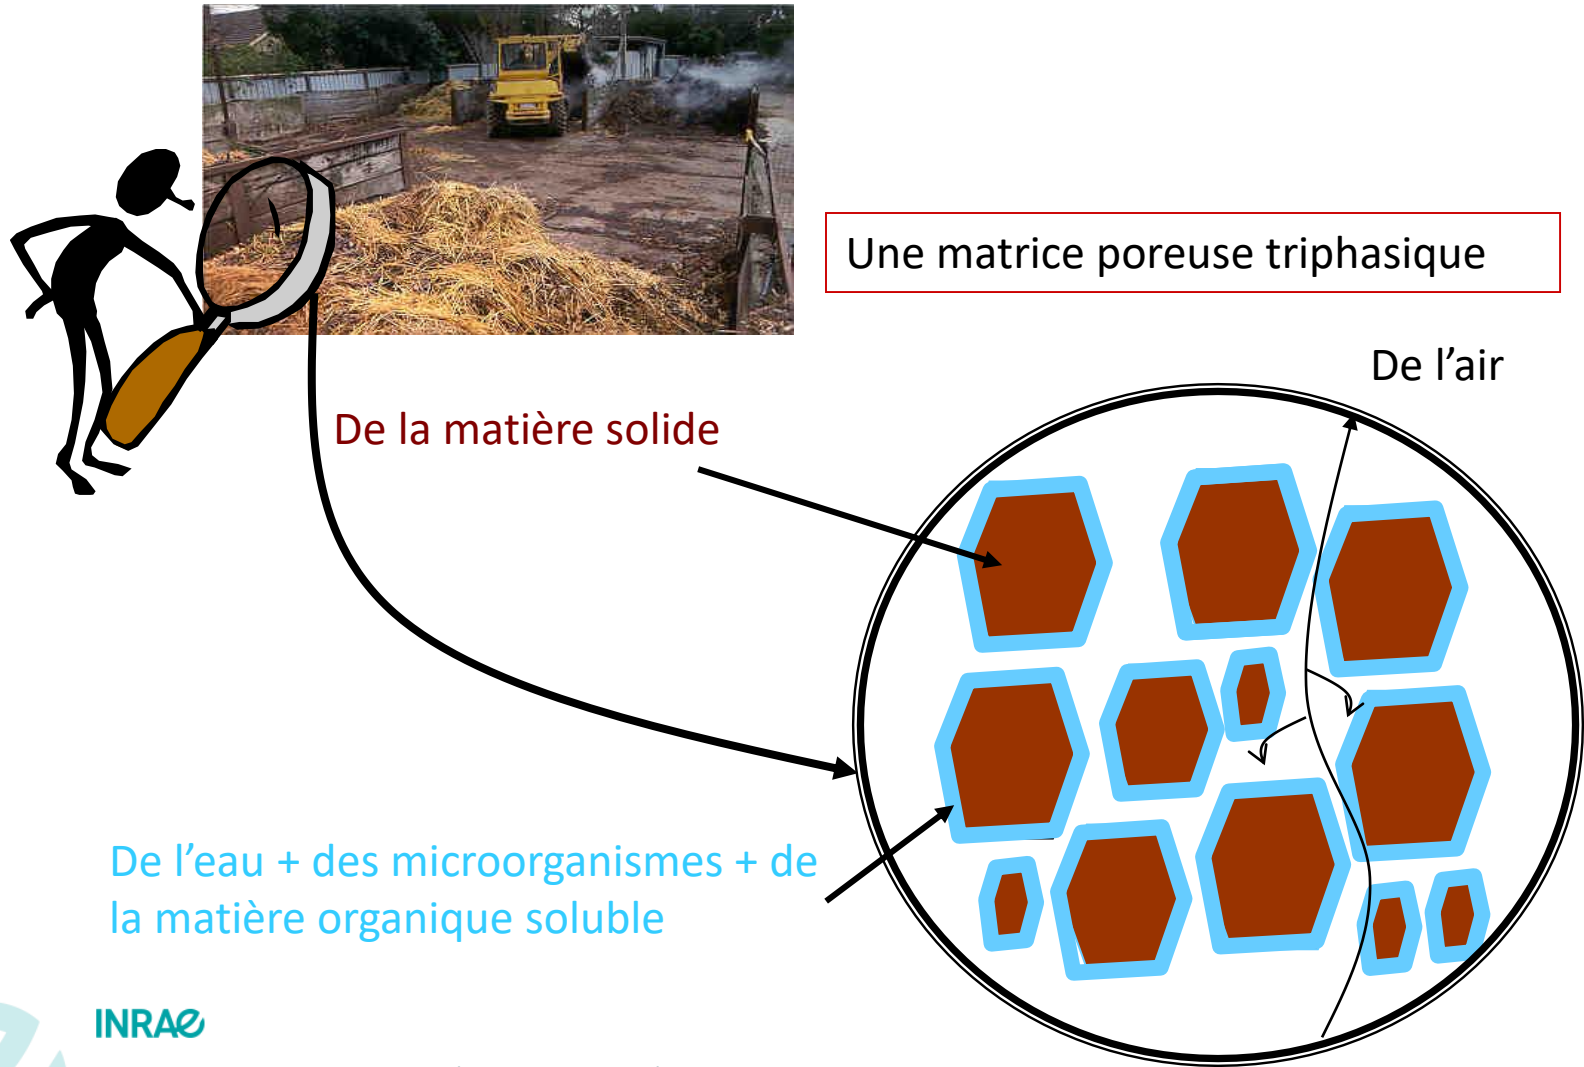 Une matrice poreuse triphasique
De l’air
De la matière solide
De l’eau + des microorganismes + de
la matière organique soluble
INRAE